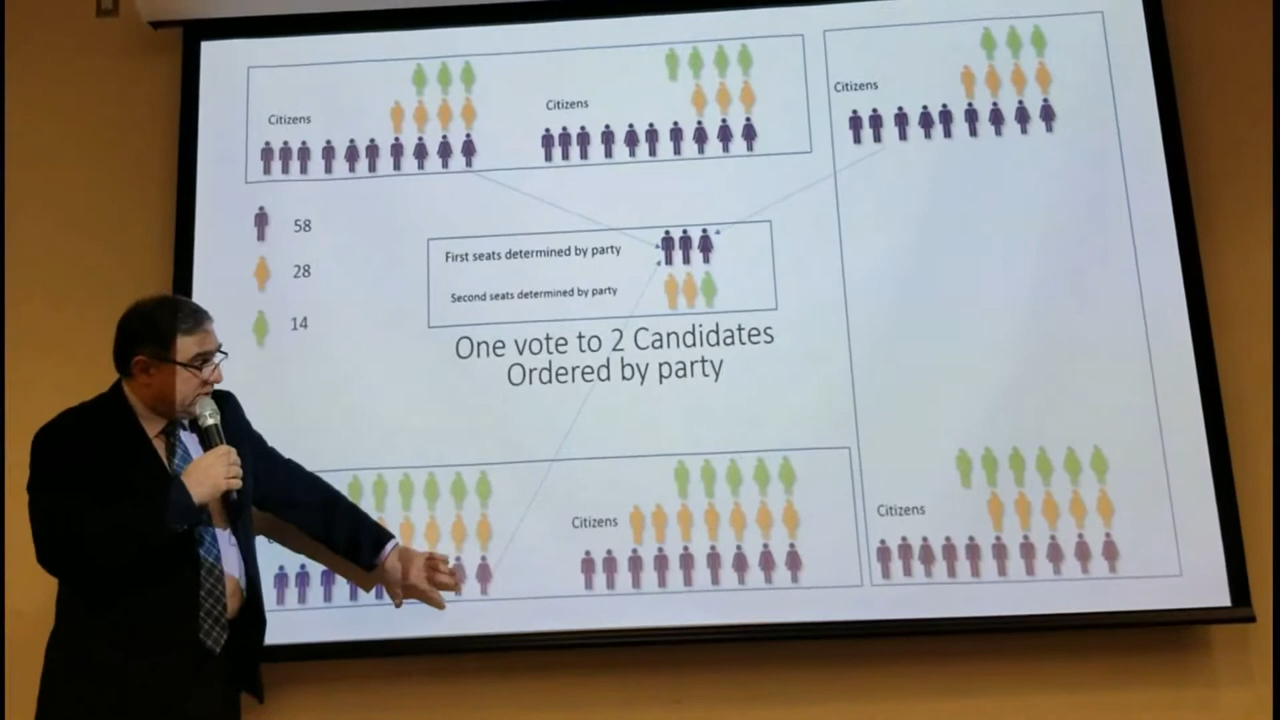 Citizens
Citizens
Citizens
58
28
14
First seats determined by party
Second seats determined by party
One vote to 2 Candidates
Ordered by party
Citizens
Citizens